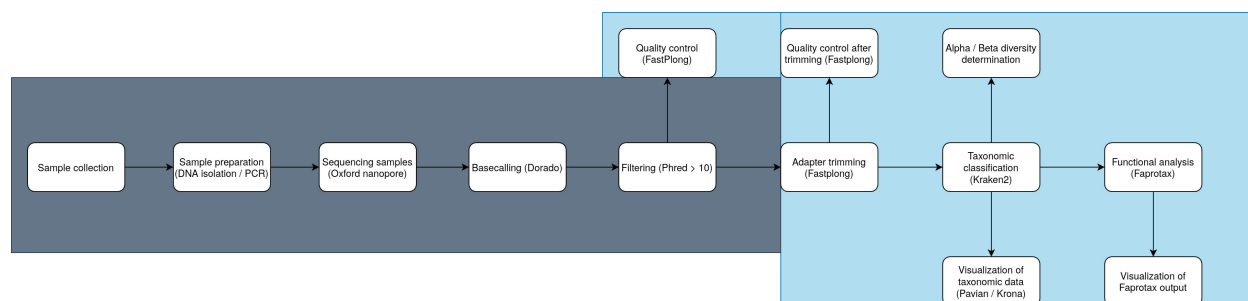 Quality control
(FastPlong)
Quality control after
trimming (Fastplong)
Alpha / Beta diversity
determination
Sample collection
Sample preparation
(DNA isolation / PCR)
Sequencing samples
(Oxford nanopore)
Basecalling (Dorado)
Filtering (Phred > 10)
Adapter trimming
(Fastplong)
Taxonomic
classification
(Kraken2)
Functional analysis
(Faprotax)
Visualization of
taxonomic data
(Pavian / Krona)
Visualization of
Faprotax output